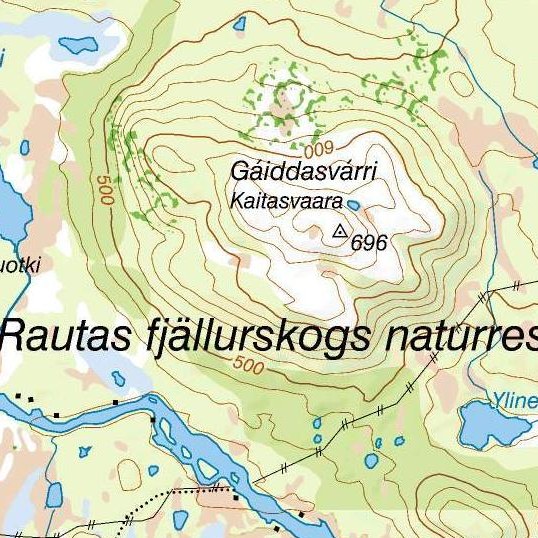 i
600
Gáiddasvárri
500
Kaitasvaara
696
uotki
Rautas fjällurskogs naturres
500
Yline